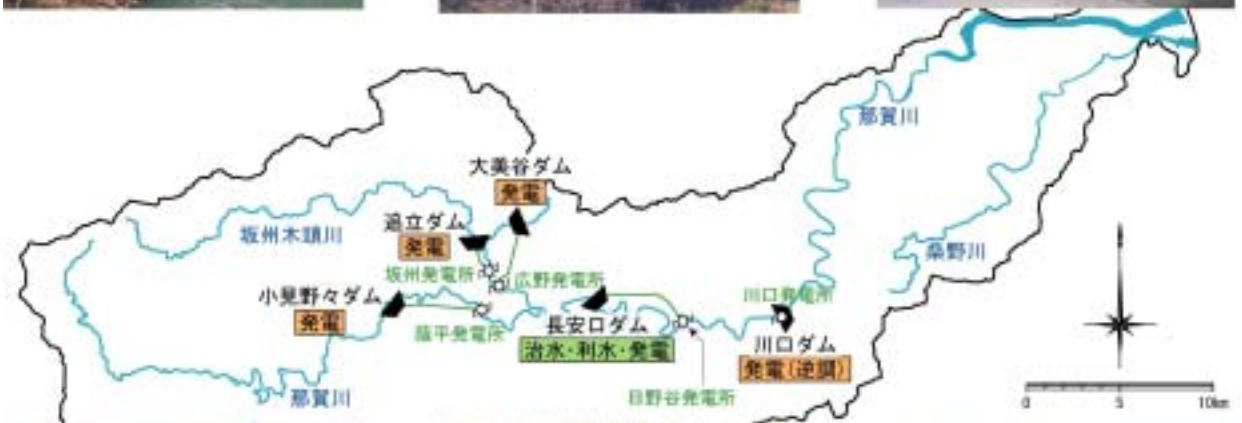 那賀川
大美谷ダム
発電
追立ダム
発電
坂州木頭川
桑野川
坂州発電所
広野発電所
小見野々ダム
発電
川口発電所
蔭平発電所
長安口ダム
治水・利水・発電
川口ダム
発電(逆調)
那賀川
日野谷発電所
0 5 10km